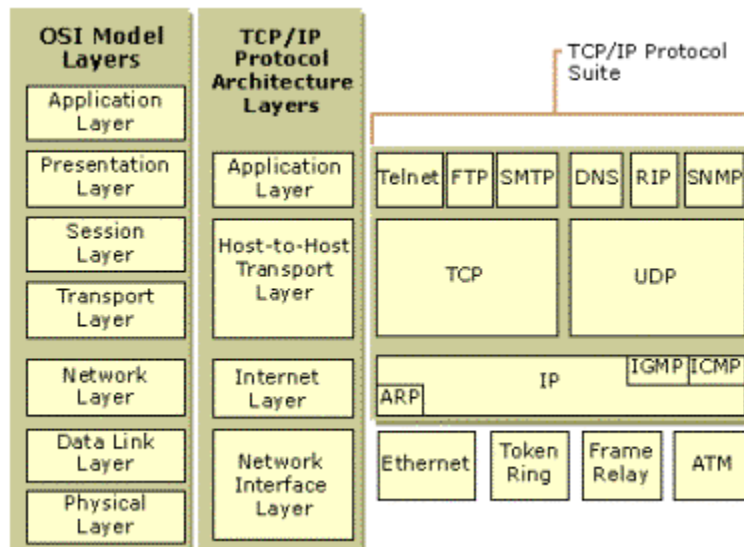 OSI Model
Layers
Application
Layer
Presentation
Layer
Session
Layer
Transport
Layer
Network
Layer
Data Link
Layer
Physical
Layer
TCP/IP
Protocol
Architecture
Layers
Application
Layer
Host-to-Host
Transport
Layer
Internet
Layer
Network
Interface
Layer
TCP/IP Protocol
Suite
Telnet
FTP
SMTP
DNS
RIP
SNMP
TCP
UDP
IP
IGMP
ICMP
ARP
Ethernet
Token
Ring
Frame
Relay
ATM